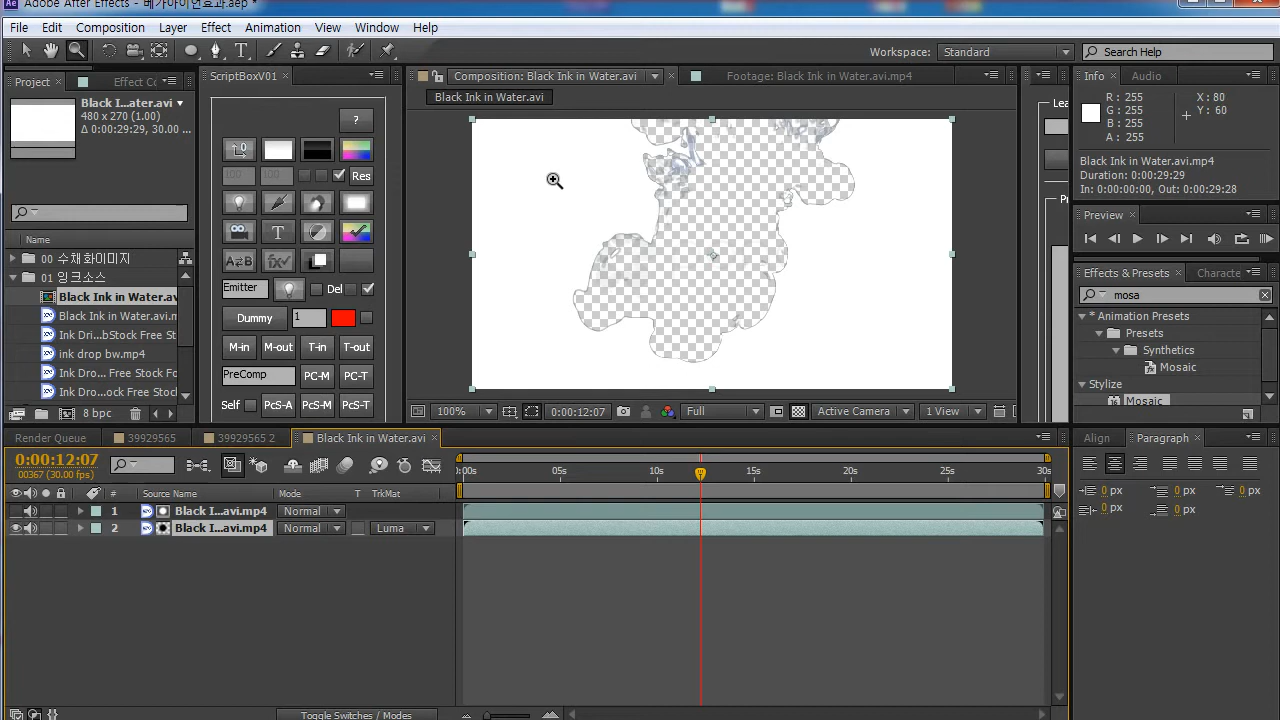 Adobe After Effects - 베가아이언효과.aep *
File Edit Composition Layer Effect Animation View Window Help
Workspace: Standard Search Help
Project Effect Co
Black I...ater.avi
480 x 270 (1.00)
Δ 0:00:29:29, 30.00 ...
Name
00 수채화이미지
01 잉크소스
Black Ink in Water.av
Black Ink in Water.avi.m
Ink Dri...bStock Free St
ink drop bw.mp4
Ink Dro... Free Stock Fo
Ink Dro...ock Free Stock
8 bpc
ScriptBoxV01
?
100 100 Res
T
A↔B fx
Emitter Del
Dummy 1
M-in M-out T-in T-out
PreComp PC-M PC-T
Self PcS-A PcS-M PcS-T
Composition: Black Ink in Water.avi Footage: Black Ink in Water.avi.mp4
Black Ink in Water.avi
100% 0:00:12:07 Full Active Camera 1 View
Lea
Pr
Info Audio
R : 255
G : 255
B : 255
A : 255
X : 80
Y : 60
Black Ink in Water.avi.mp4
Duration: 0:00:29:29
In: 0:00:00:00, Out: 0:00:29:28
Preview
Effects & Presets Characte
mosa
* Animation Presets
Presets
Synthetics
Mosaic
Stylize
Mosaic
Render Queue 39929565 39929565 2 Black Ink in Water.avi
0:00:12:07
00367 (30.00 fps)
0:00s 05s 10s 15s 20s 25s 30s
# Source Name Mode T TrkMat
1 Black I....avi.mp4 Normal
2 Black I....avi.mp4 Normal Luma
Toggle Switches / Modes
Align Paragraph
0 px 0 px 0 px
0 px 0 px